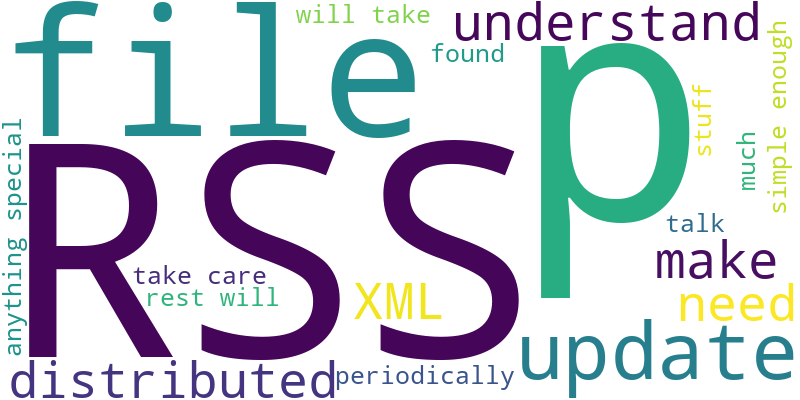 file
will take
understand
found
p
stuff
simple enough
much
RSS
anything special
talk
make
take care
rest will
XML
need
update
distributed
periodically